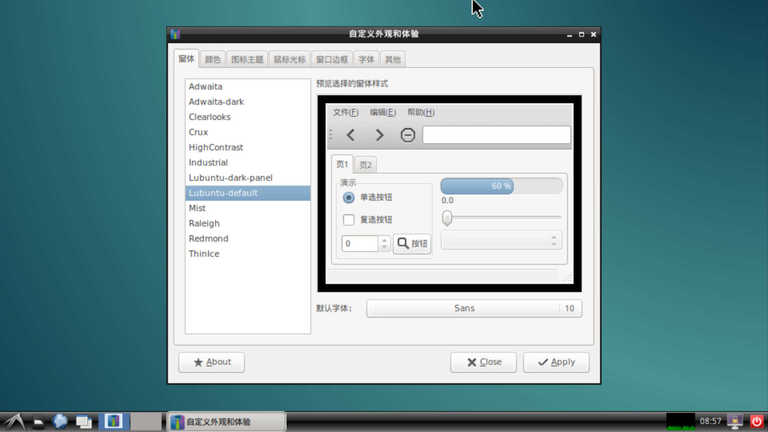 自定义外观和体验
窗体 颜色 图标主题 鼠标光标 窗口边框 字体 其他
Adwaita
Adwaita-dark
Clearlooks
Crux
HighContrast
Industrial
Lubuntu-dark-panel
Lubuntu-default
Mist
Raleigh
Redmond
ThinIce
预览选择的窗体样式
文件(F) 编辑(E) 帮助(H)
页1 页2
演示
单选按钮
复选按钮
0 按钮
60 %
0.0
默认字体: Sans 10
About Close Apply
自定义外观和体验 08:57